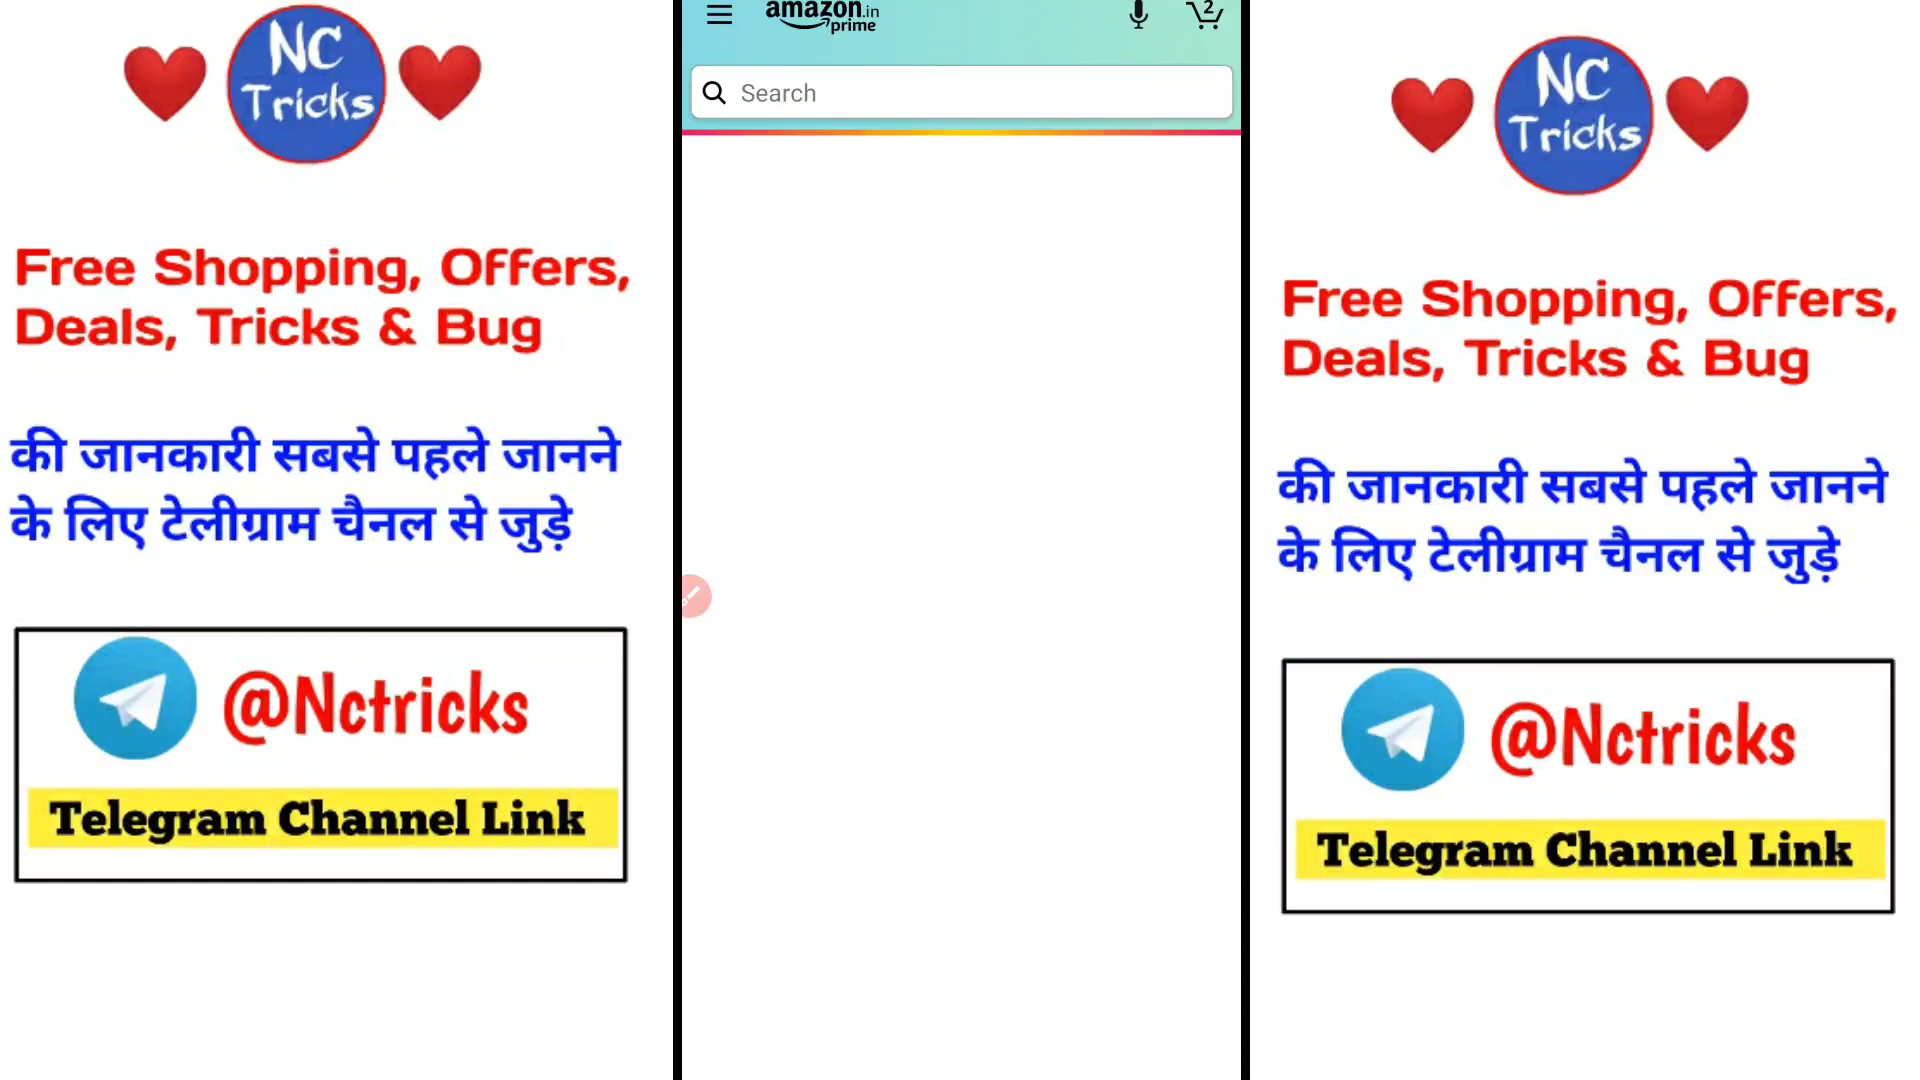 NC
Tricks
Free Shopping, Offers,
Deals, Tricks & Bug
की जानकारी सबसे पहले जानने
के लिए टेलीग्राम चैनल से जुड़े
@Nctricks
Telegram Channel Link
amazon.in
prime
2
Search
NC
Tricks
Free Shopping, Offers,
Deals, Tricks & Bug
की जानकारी सबसे पहले जानने
के लिए टेलीग्राम चैनल से जुड़े
@Nctricks
Telegram Channel Link